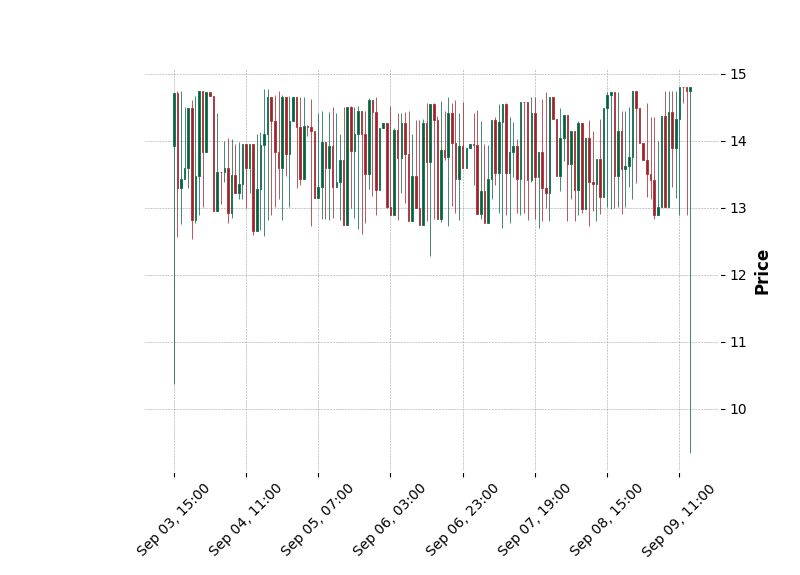 15
14
13
12
11
10
Price
Sep 03, 15:00
Sep 04, 11:00
Sep 05, 07:00
Sep 06, 03:00
Sep 06, 23:00
Sep 07, 19:00
Sep 08, 15:00
Sep 09, 11:00